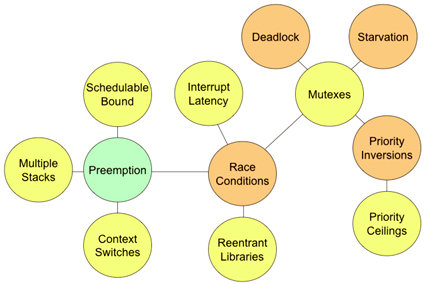 Deadlock
Starvation
Schedulable
Bound
Interrupt
Latency
Mutexes
Multiple
Stacks
Preemption
Race
Conditions
Priority
Inversions
Context
Switches
Reentrant
Libraries
Priority
Ceilings